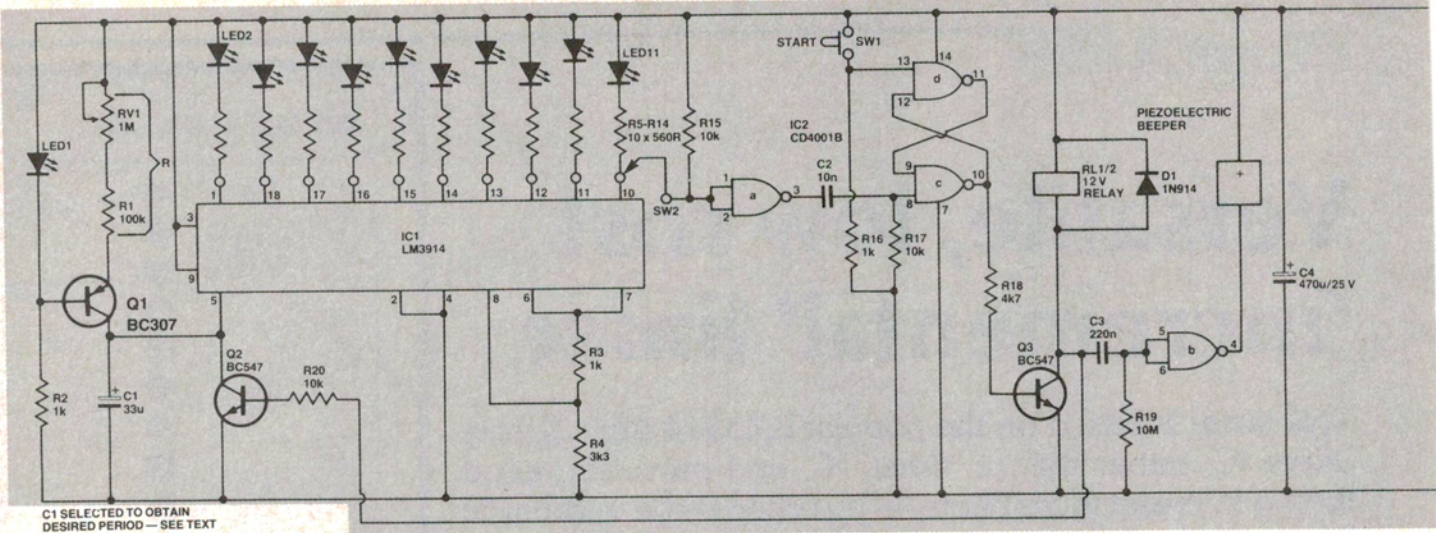 LED2
LED11
START
SW1
14
13
d
11
12
PIEZOELECTRIC
BEEPER
RV1
1M
R
LED1
R5-R14
10 x 560R
R15
10k
IC2
CD4001B
C2
10n
9
c
10
8
7
RL1/2
12 V
RELAY
D1
1N914
+
R1
100k
1
18
17
16
15
14
13
12
11
10
SW2
1
2
a
3
3
9
IC1
LM3914
R16
1k
R17
10k
5
2
4
8
6
7
Q1
BC307
R18
4k7
+
C4
470u/25 V
Q2
BC547
R20
10k
R3
1k
C3
220n
5
6
b
4
Q3
BC547
R2
1k
+
C1
33u
R4
3k3
R19
10M
C1 SELECTED TO OBTAIN
DESIRED PERIOD — SEE TEXT